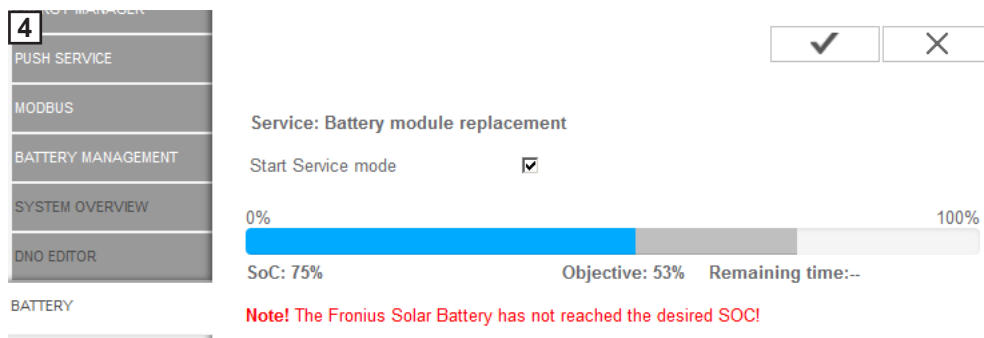 4
PUSH SERVICE
MODBUS
BATTERY MANAGEMENT
SYSTEM OVERVIEW
DNO EDITOR
BATTERY
Service: Battery module replacement
Start Service mode
0% 100%
SoC: 75% Objective: 53% Remaining time:--
Note! The Fronius Solar Battery has not reached the desired SOC!